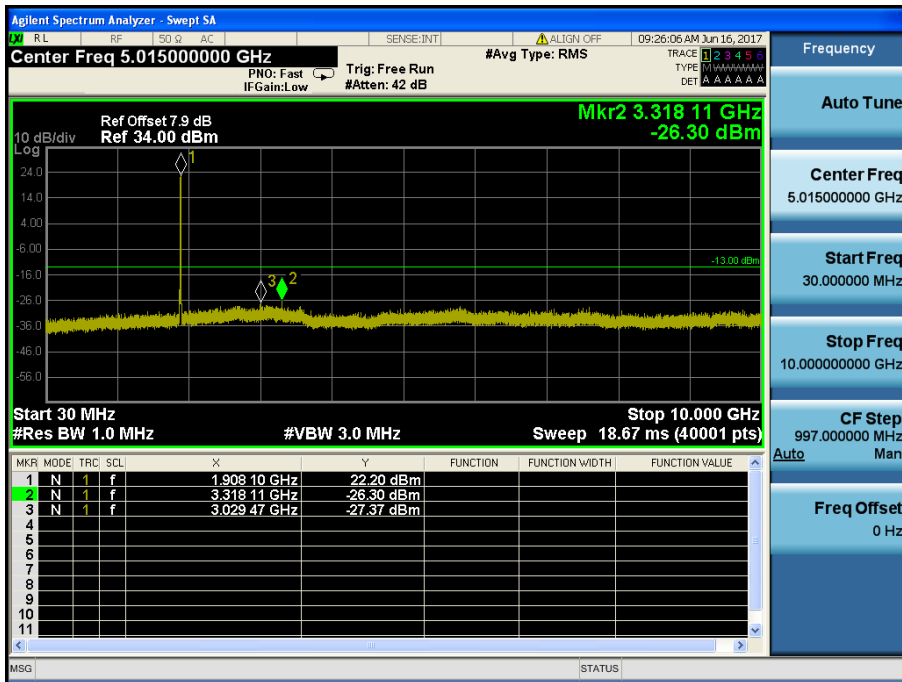 Agilent Spectrum Analyzer - Swept SA
LXI RL RF 50 Ω AC SENSE:INT ALIGN OFF 09:26:06 AM Jun 16, 2017
Center Freq 5.015000000 GHz
PNO: Fast
IFGain:Low
Trig: Free Run
#Atten: 42 dB
#Avg Type: RMS
TRACE 1 2 3 4 5 6
TYPE M WWWWW
DET A A A A A A
Mkr2 3.318 11 GHz
-26.30 dBm
Ref Offset 7.9 dB
10 dB/div Ref 34.00 dBm
Log
1
24.0
14.0
4.00
-6.00
-13.00 dBm
-16.0
3 2
-26.0
-36.0
-46.0
-56.0
Start 30 MHz Stop 10.000 GHz
#Res BW 1.0 MHz #VBW 3.0 MHz Sweep 18.67 ms (40001 pts)
MKR MODE TRC SCL X Y FUNCTION FUNCTION WIDTH FUNCTION VALUE
1 N 1 f 1.908 10 GHz 22.20 dBm
2 N 1 f 3.318 11 GHz -26.30 dBm
3 N 1 f 3.029 47 GHz -27.37 dBm
4
5
6
7
8
9
10
11
MSG STATUS
Frequency
Auto Tune
Center Freq
5.015000000 GHz
Start Freq
30.000000 MHz
Stop Freq
10.000000000 GHz
CF Step
997.000000 MHz
Auto Man
Freq Offset
0 Hz